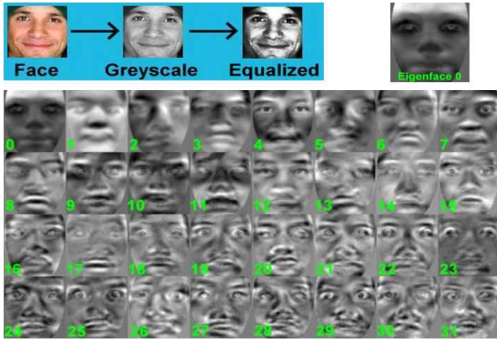 Face Greyscale Equalized
Eigenface 0
0 1 2 3 4 5 6 7
8 9 10 11 12 13 14 15
16 17 18 19 20 21 22 23
24 25 26 27 28 29 30 31